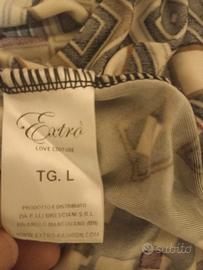 Extrò
LOVE COUTURE
TG. L
PRODOTTO E DISTRIBUITO
DA F.LLI BRESCIANI S.R.L.
WWW.EXTRO-FASHION.COM
subito